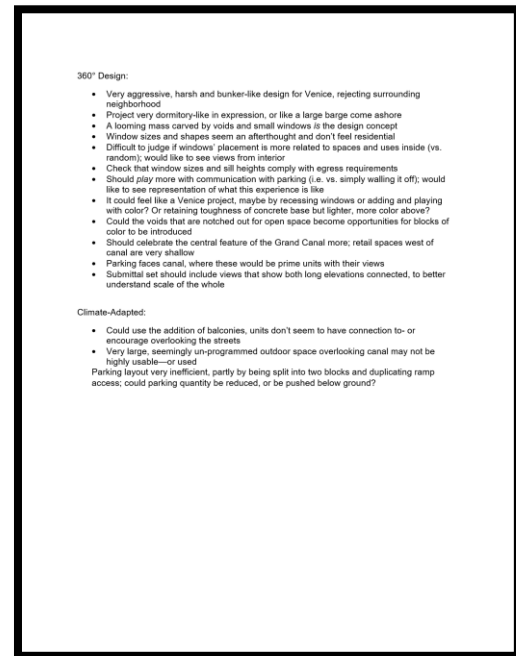 360° Design:
• Very aggressive, harsh and bunker-like design for Venice, rejecting surrounding
neighborhood
• Project very dormitory-like in expression, or like a large barge come ashore
• A looming mass carved by voids and small windows is the design concept
• Window sizes and shapes seem an afterthought and don't feel residential
• Difficult to judge if windows' placement is more related to spaces and uses inside (vs.
random); would like to see views from interior
• Check that window sizes and sill heights comply with egress requirements
• Should play more with communication with parking (i.e. vs. simply walling it off); would
like to see representation of what this experience is like
• It could feel like a Venice project, maybe by recessing windows or adding and playing
with color? Or retaining toughness of concrete base but lighter, more color above?
• Could the voids that are notched out for open space become opportunities for blocks of
color to be introduced
• Should celebrate the central feature of the Grand Canal more; retail spaces west of
canal are very shallow
• Parking faces canal, where these would be prime units with their views
• Submittal set should include views that show both long elevations connected, to better
understand scale of the whole
Climate-Adapted:
• Could use the addition of balconies, units don't seem to have connection to- or
encourage overlooking the streets
• Very large, seemingly un-programmed outdoor space overlooking canal may not be
highly usable—or used
Parking layout very inefficient, partly by being split into two blocks and duplicating ramp
access; could parking quantity be reduced, or be pushed below ground?